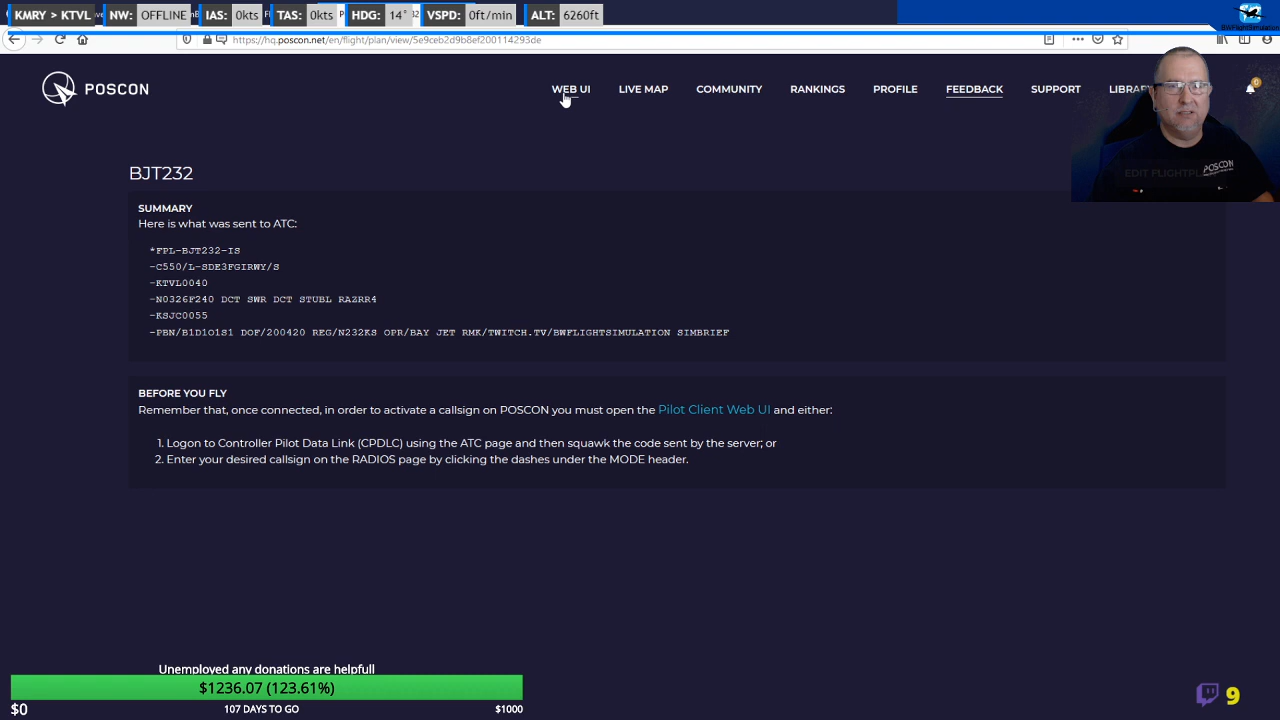 KMRY > KTVL NW: OFFLINE IAS: 0kts TAS: 0kts HDG: 14° VSPD: 0ft/min ALT: 6260ft
https://hq.poscon.net/en/flight/plan/view/5e9ceb2d9b8ef200114293de
POSCON
WEB UI LIVE MAP COMMUNITY RANKINGS PROFILE FEEDBACK SUPPORT LIBRARY
0
BJT232
EDIT FLIGHTPL
POSCON
SUMMARY
Here is what was sent to ATC:
*FPL-BJT232-IS
-C550/L-SDE3FGIRWY/S
-KTVL0040
-N0326F240 DCT SWR DCT STUBL RAZRR4
-KSJC0055
-PBN/B1D1O1S1 DOF/200420 REG/N232KS OPR/BAY JET RMK/TWITCH.TV/BWFLIGHTSIMULATION SIMBRIEF
BEFORE YOU FLY
Remember that, once connected, in order to activate a callsign on POSCON you must open the Pilot Client Web UI and either:
1. Logon to Controller Pilot Data Link (CPDLC) using the ATC page and then squawk the code sent by the server; or
2. Enter your desired callsign on the RADIOS page by clicking the dashes under the MODE header.
Unemployed any donations are helpfull
$1236.07 (123.61%)
$0 107 DAYS TO GO $1000
9